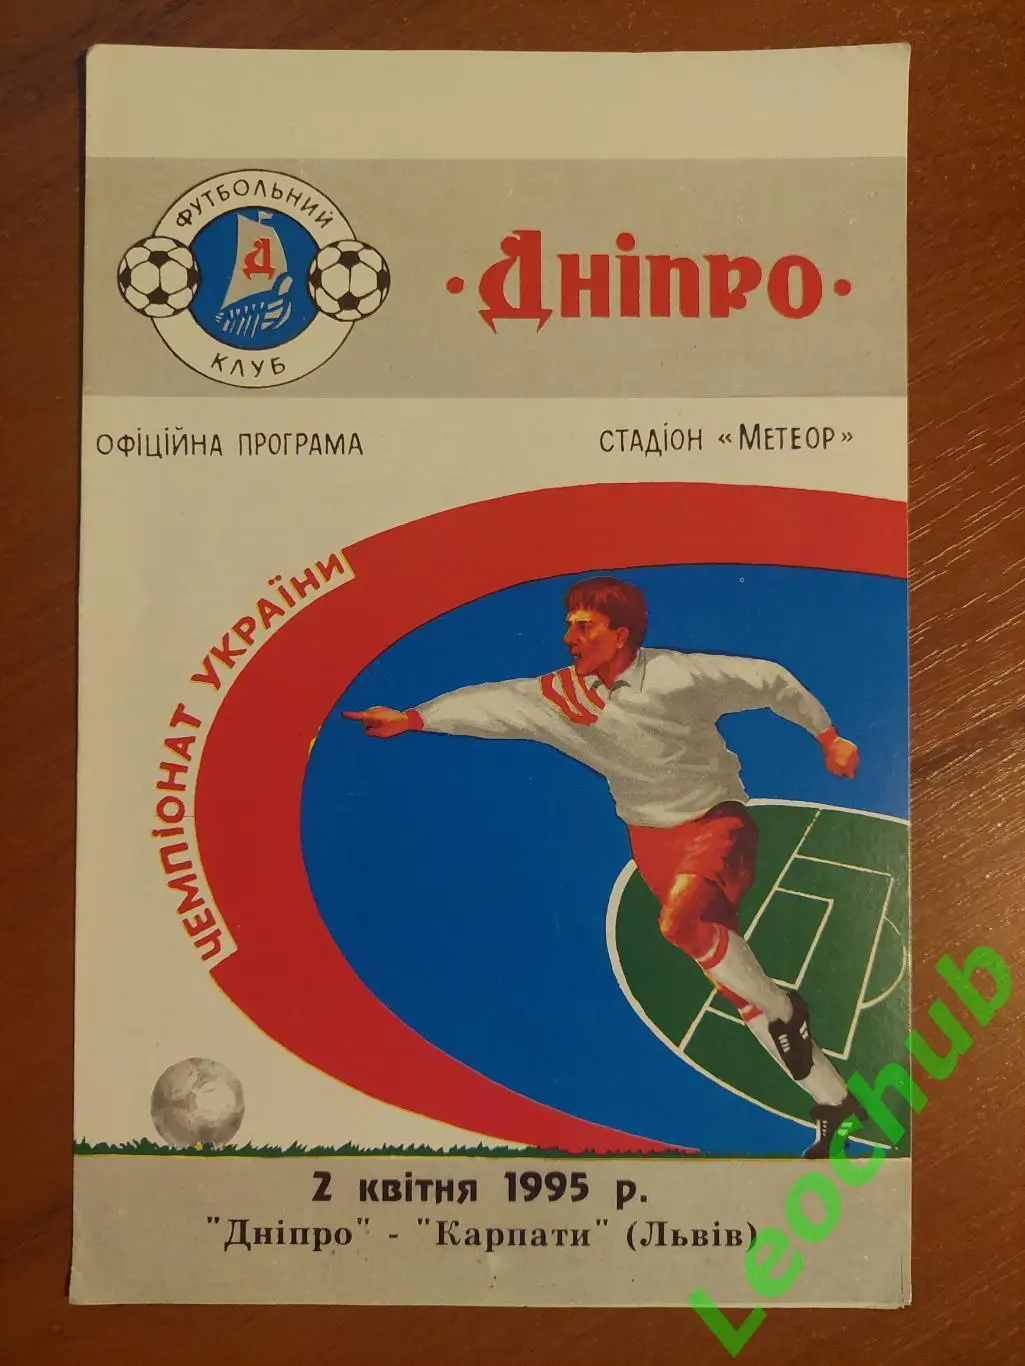 ФУТБОЛЬНИЙ
Д
КЛУБ
·Дніпро·
ОФІЦІЙНА ПРОГРАМА
СТАДІОН «МЕТЕОР»
ЧЕМПІОНАТ УКРАЇНИ
2 квітня 1995 р.
"Дніпро" - "Карпати" (Львів)
Leochub